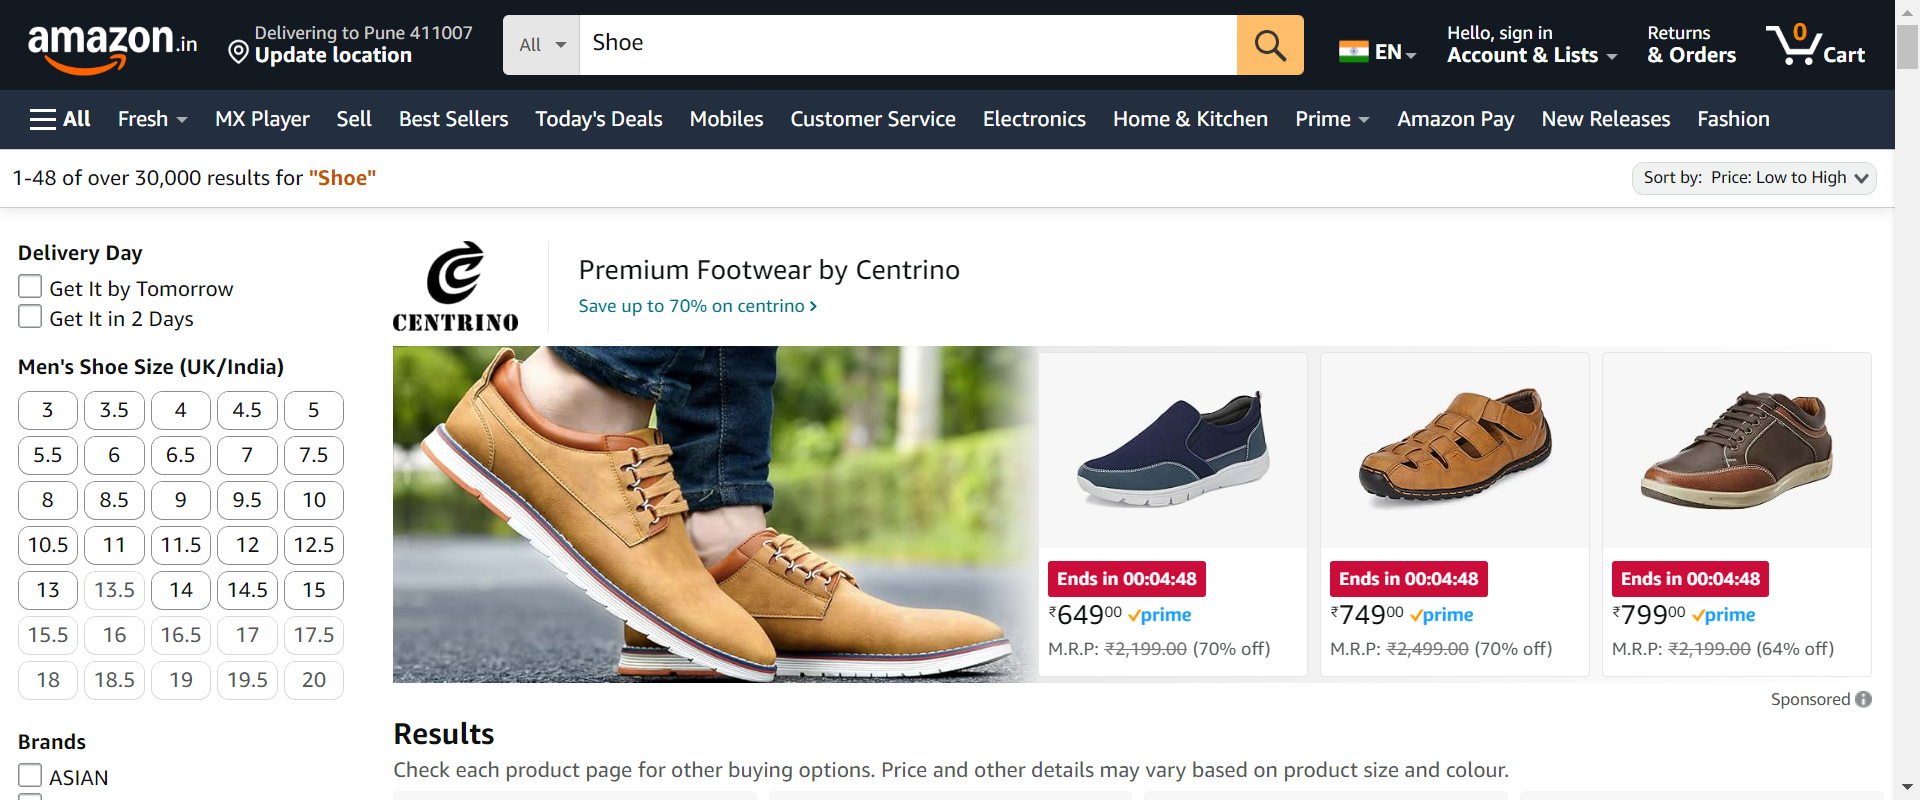 amazon.in
Delivering to Pune 411007
Update location
All
Shoe
EN
Hello, sign in
Account & Lists
Returns
& Orders
0
Cart
All
Fresh
MX Player
Sell
Best Sellers
Today's Deals
Mobiles
Customer Service
Electronics
Home & Kitchen
Prime
Amazon Pay
New Releases
Fashion
1-48 of over 30,000 results for "Shoe"
Sort by: Price: Low to High
Delivery Day
Get It by Tomorrow
Get It in 2 Days
Men's Shoe Size (UK/India)
3 3.5 4 4.5 5
5.5 6 6.5 7 7.5
8 8.5 9 9.5 10
10.5 11 11.5 12 12.5
13 13.5 14 14.5 15
15.5 16 16.5 17 17.5
18 18.5 19 19.5 20
Brands
ASIAN
CENTRINO
Premium Footwear by Centrino
Save up to 70% on centrino ›
Ends in 00:04:48
₹64900 prime
M.R.P: ₹2,199.00 (70% off)
Ends in 00:04:48
₹74900 prime
M.R.P: ₹2,499.00 (70% off)
Ends in 00:04:48
₹79900 prime
M.R.P: ₹2,199.00 (64% off)
Sponsored
Results
Check each product page for other buying options. Price and other details may vary based on product size and colour.